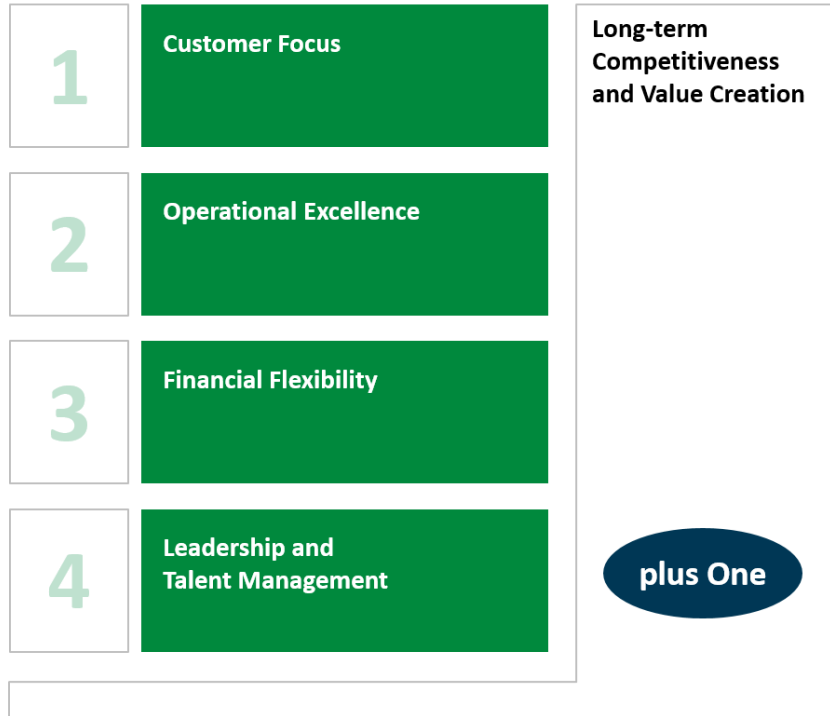 1
Customer Focus
2
Operational Excellence
3
Financial Flexibility
4
Leadership and
Talent Management
Long-term
Competitiveness
and Value Creation
plus One